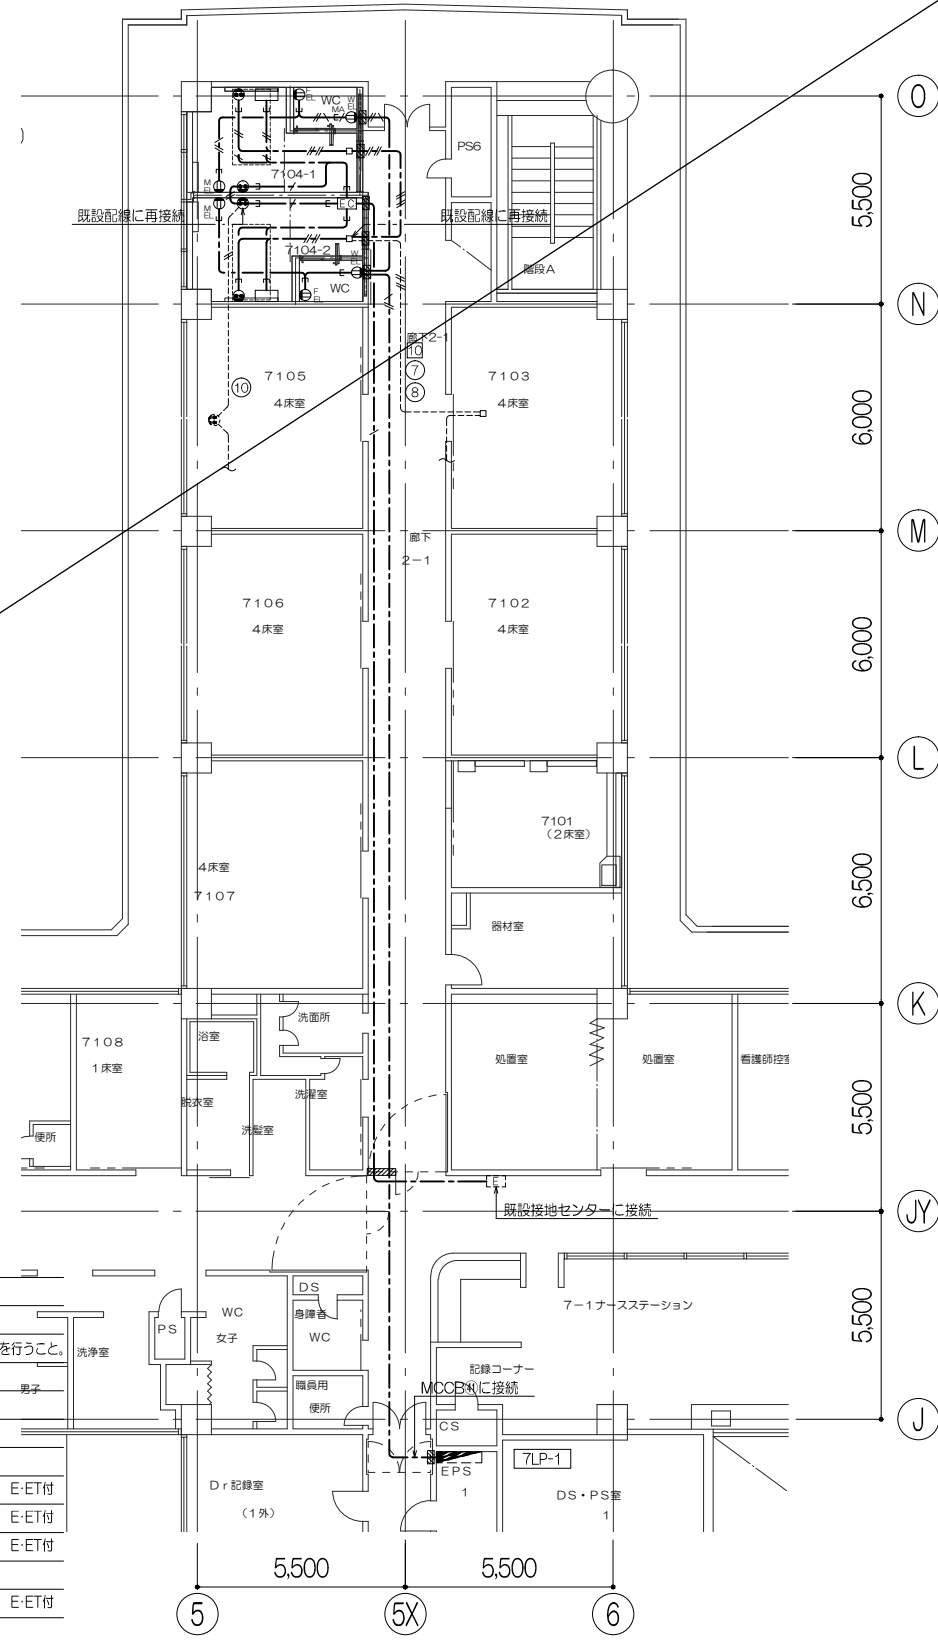 WC
F
EL
W
EL
MA
O
PS6
7104-1
5,500
M
EL
M
EL
EC
既設配線に再接続
既設配線に再接続
7104-2
W
EL
階段A
WC
F
EL
N
廊下2-1
10
7105
7
7103
⑩
8
4床室
4床室
6,000
M
廊下
2-1
7106
7102
4床室
4床室
6,000
L
7101
(2床室)
4床室
7107
6,500
器材室
K
洗面所
7108
浴室
1床室
処置室
処置室
看護師控室
洗濯室
脱衣室
5,500
洗髪室
便所
E
既設接地センターに接続
JY
DS
7-1ナースステーション
WC
身障者
PS
女子
WC
5,500
を行うこと。
洗浄室
記録コーナー
男子
職員用
MCCB⑪に接続
便所
CS
J
7LP-1
EPS
1
Dr記録室
(1外)
DS・PS室
1
E・ET付
E・ET付
E・ET付
E・ET付
5,500
5,500
5
5X
6